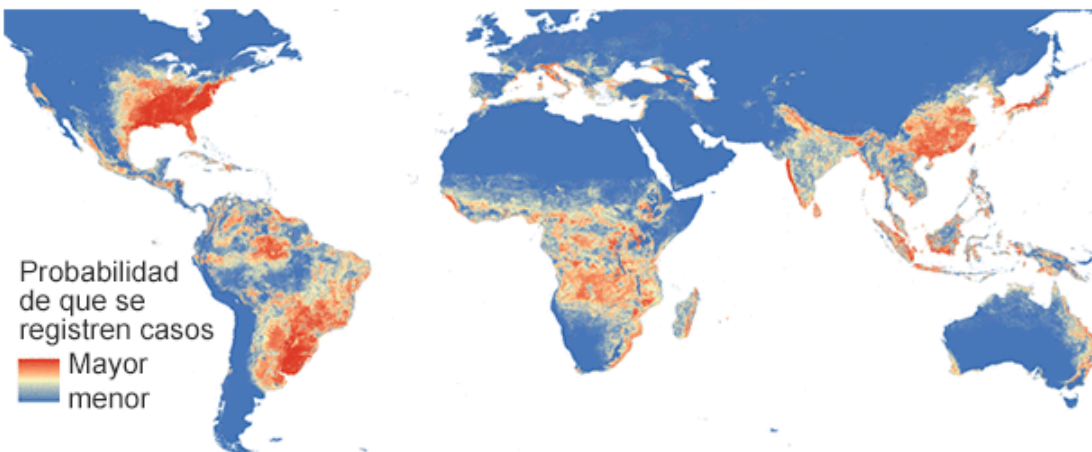 Probabilidad
de que se
registren casos
Mayor
menor